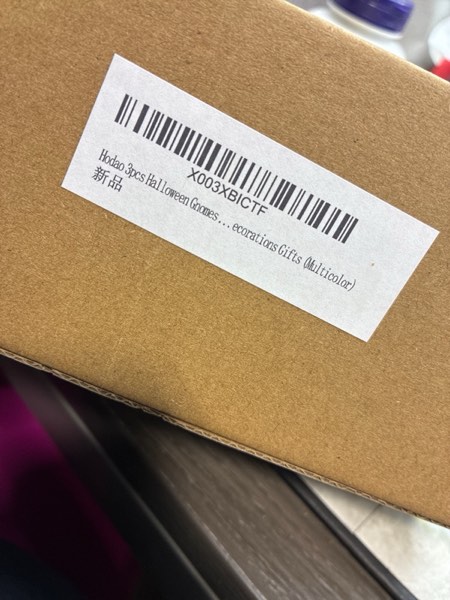 X003XBICTF
Hodao 3pcs Halloween Gnomes...ecorations Gifts (Multicolor)
新品